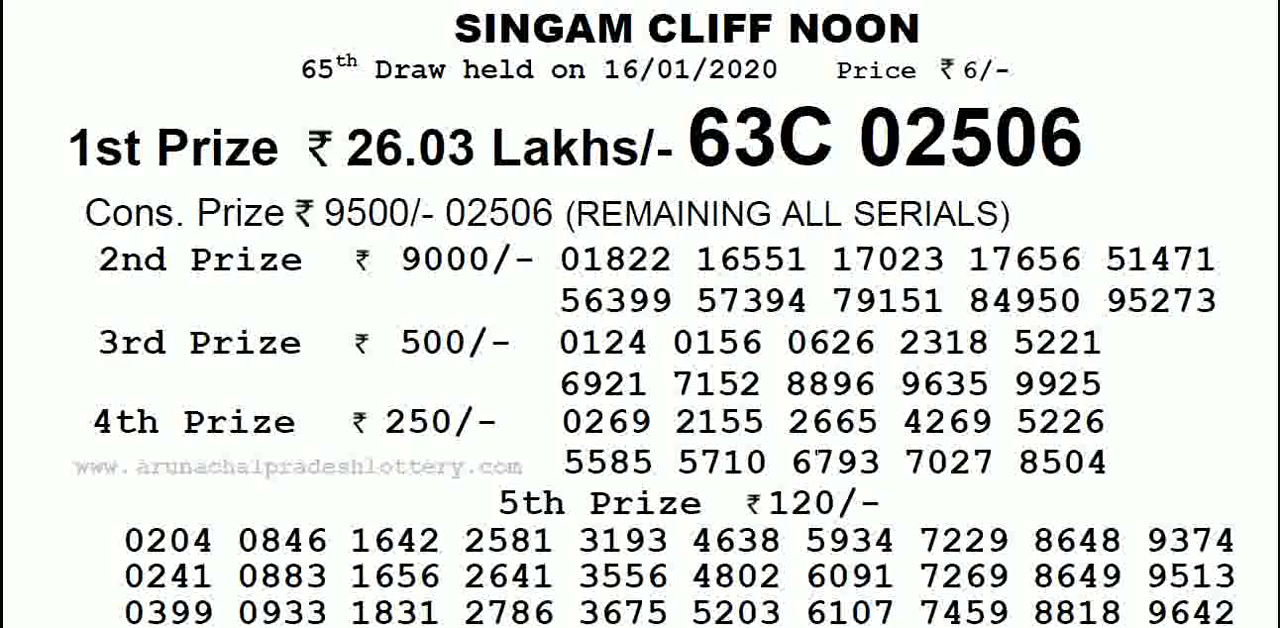 SINGAM CLIFF NOON
65th Draw held on 16/01/2020 Price ₹ 6/-
1st Prize ₹ 26.03 Lakhs/- 63C 02506
Cons. Prize ₹ 9500/- 02506 (REMAINING ALL SERIALS)
2nd Prize ₹ 9000/- 01822 16551 17023 17656 51471
56399 57394 79151 84950 95273
3rd Prize ₹ 500/- 0124 0156 0626 2318 5221
6921 7152 8896 9635 9925
4th Prize ₹ 250/- 0269 2155 2665 4269 5226
www.arunachalpradeshlottery.com 5585 5710 6793 7027 8504
5th Prize ₹120/-
0204 0846 1642 2581 3193 4638 5934 7229 8648 9374
0241 0883 1656 2641 3556 4802 6091 7269 8649 9513
0399 0933 1831 2786 3675 5203 6107 7459 8818 9642